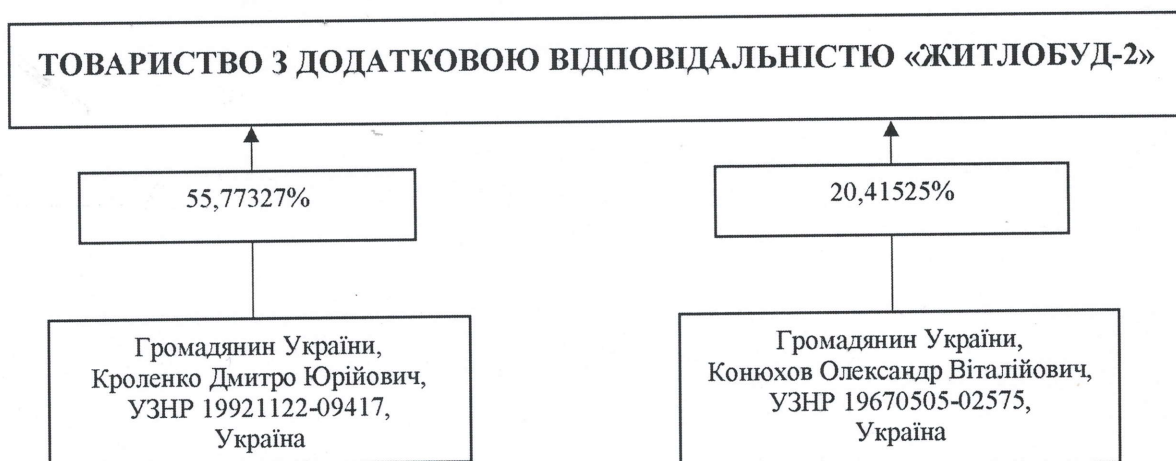 ТОВАРИСТВО З ДОДАТКОВОЮ ВІДПОВІДАЛЬНІСТЮ «ЖИТЛОБУД-2»
55,77327%
20,41525%
Громадянин України,
Кроленко Дмитро Юрійович,
УЗНР 19921122-09417,
Україна
Громадянин України,
Конюхов Олександр Віталійович,
УЗНР 19670505-02575,
Україна